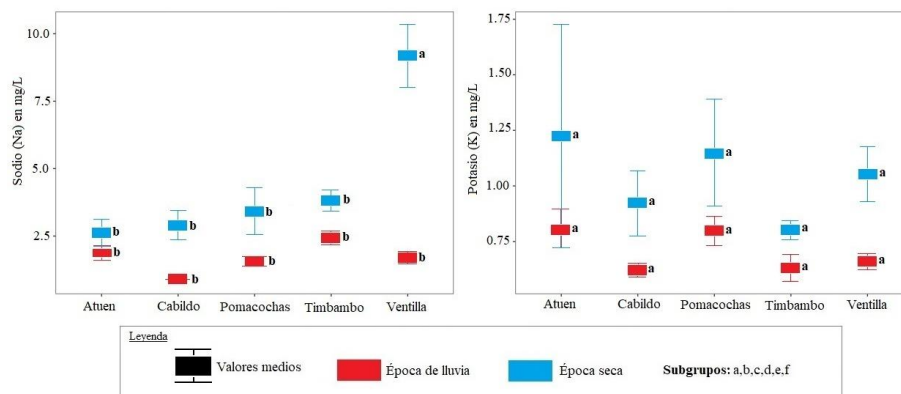 Sodio (Na) en mg/L
10.0
7.5
5.0
2.5
a
b b b b
b b b b b
Atuen Cabildo Pomacochas Timbambo Ventilla
Potasio (K) en mg/L
1.75
1.50
1.25
1.00
0.75
a a a a a
a a a a a
Atuen Cabildo Pomacochas Timbambo Ventilla
Leyenda
Valores medios Época de lluvia Época seca Subgrupos: a,b,c,d,e,f